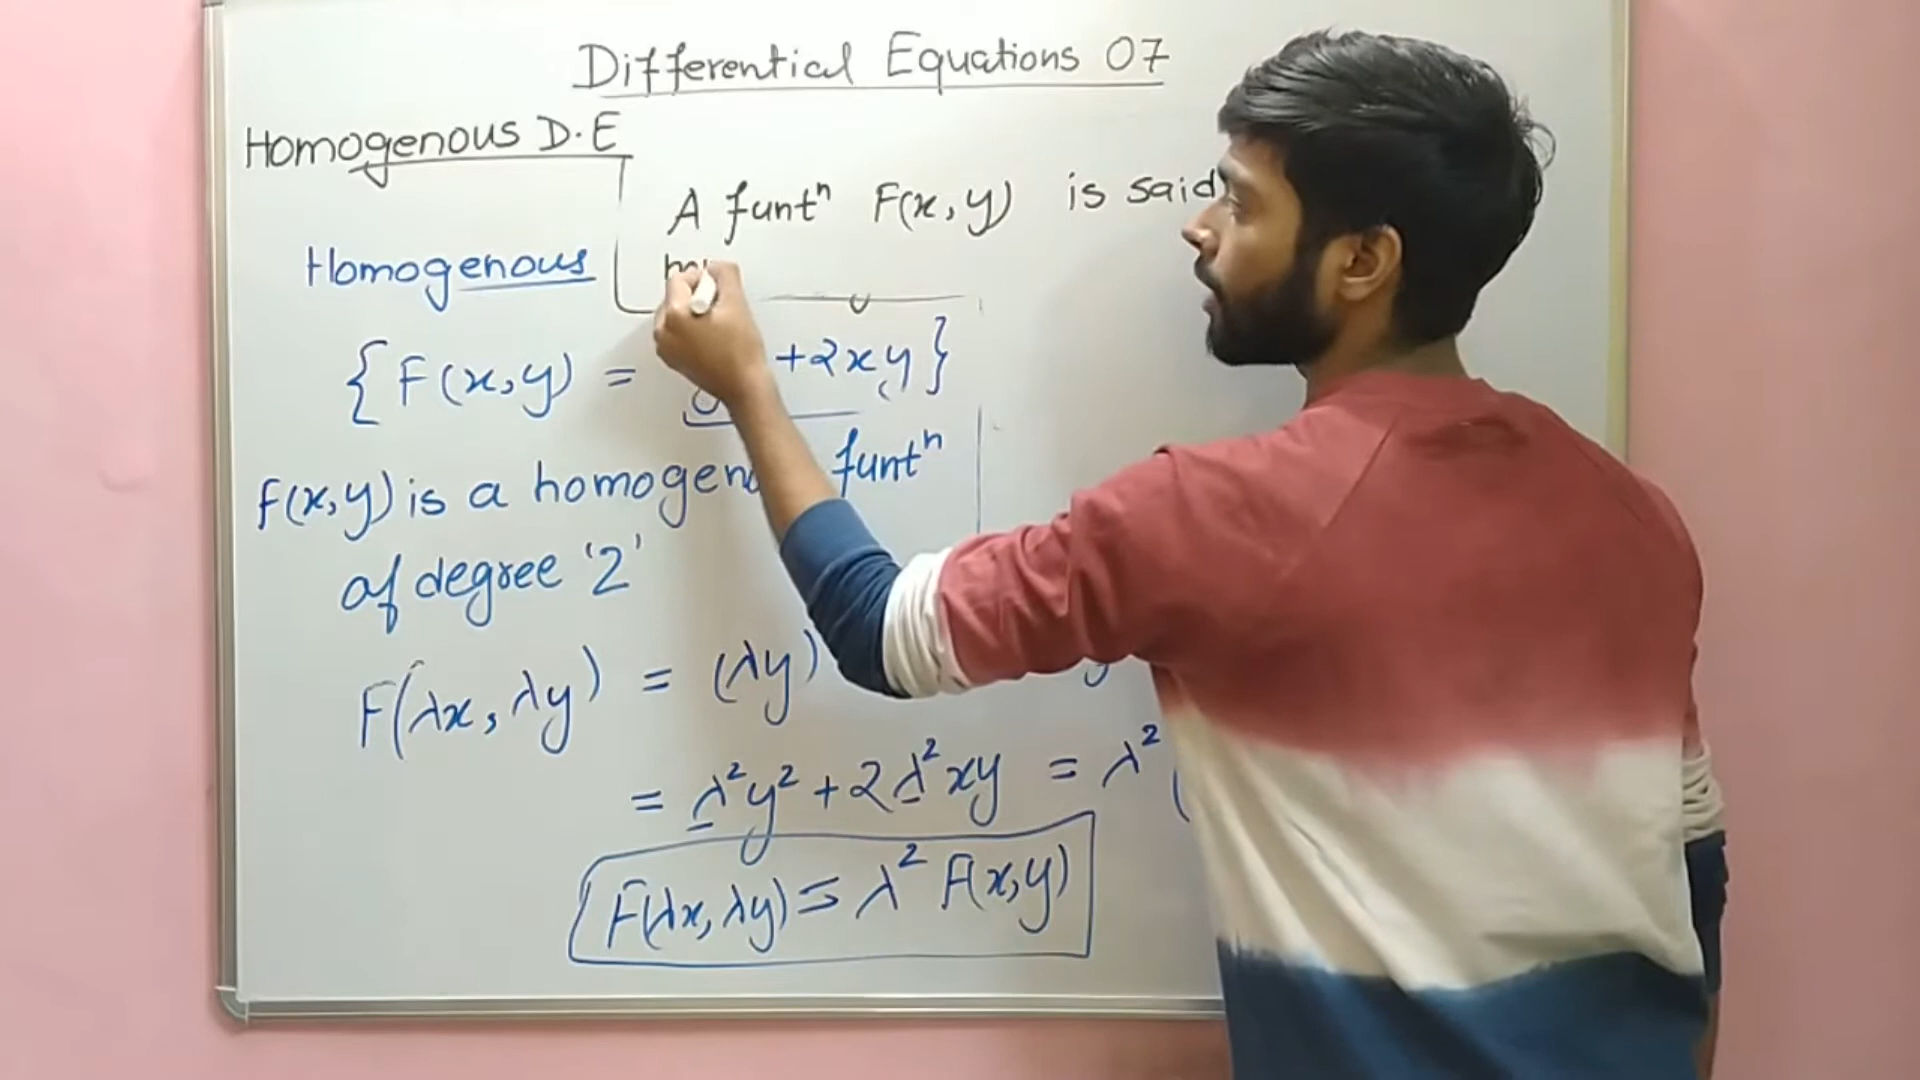 Differential Equations 07
Homogenous D.E
A funtⁿ F(x,y) is said
Homogenous
{F(x,y) = +2xy}
F(x,y) is a homogen funtⁿ
of degree '2'
F(λx, λy) = (λy)
= λ²y² + 2λ²xy = λ² (
F(λx, λy) = λ² F(x,y)